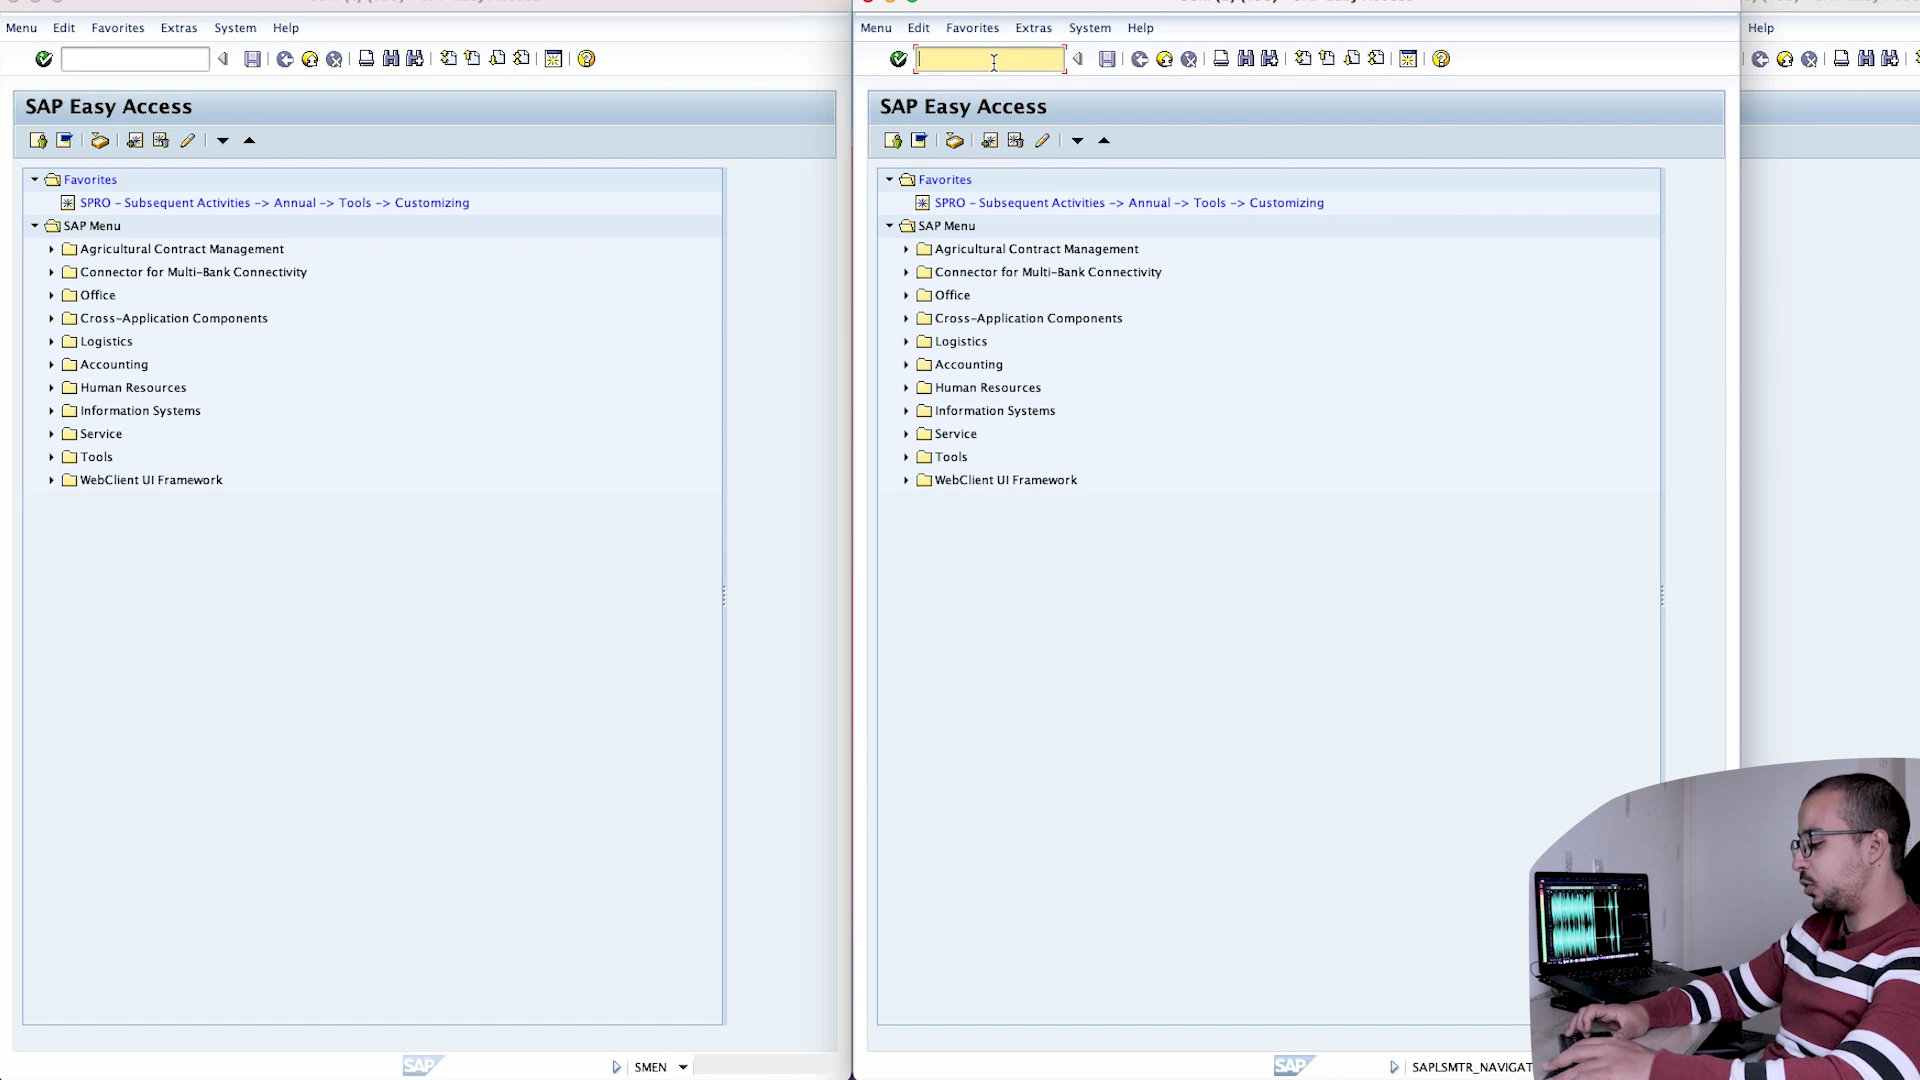 Menu Edit Favorites Extras System Help
SAP Easy Access
Favorites
SPRO - Subsequent Activities -> Annual -> Tools -> Customizing
SAP Menu
Agricultural Contract Management
Connector for Multi-Bank Connectivity
Office
Cross-Application Components
Logistics
Accounting
Human Resources
Information Systems
Service
Tools
WebClient UI Framework
SAP
SMEN
Menu Edit Favorites Extras System Help
SAP Easy Access
Favorites
SPRO - Subsequent Activities -> Annual -> Tools -> Customizing
SAP Menu
Agricultural Contract Management
Connector for Multi-Bank Connectivity
Office
Cross-Application Components
Logistics
Accounting
Human Resources
Information Systems
Service
Tools
WebClient UI Framework
SAP
SAPLSMTR_NAVIGAT
Help